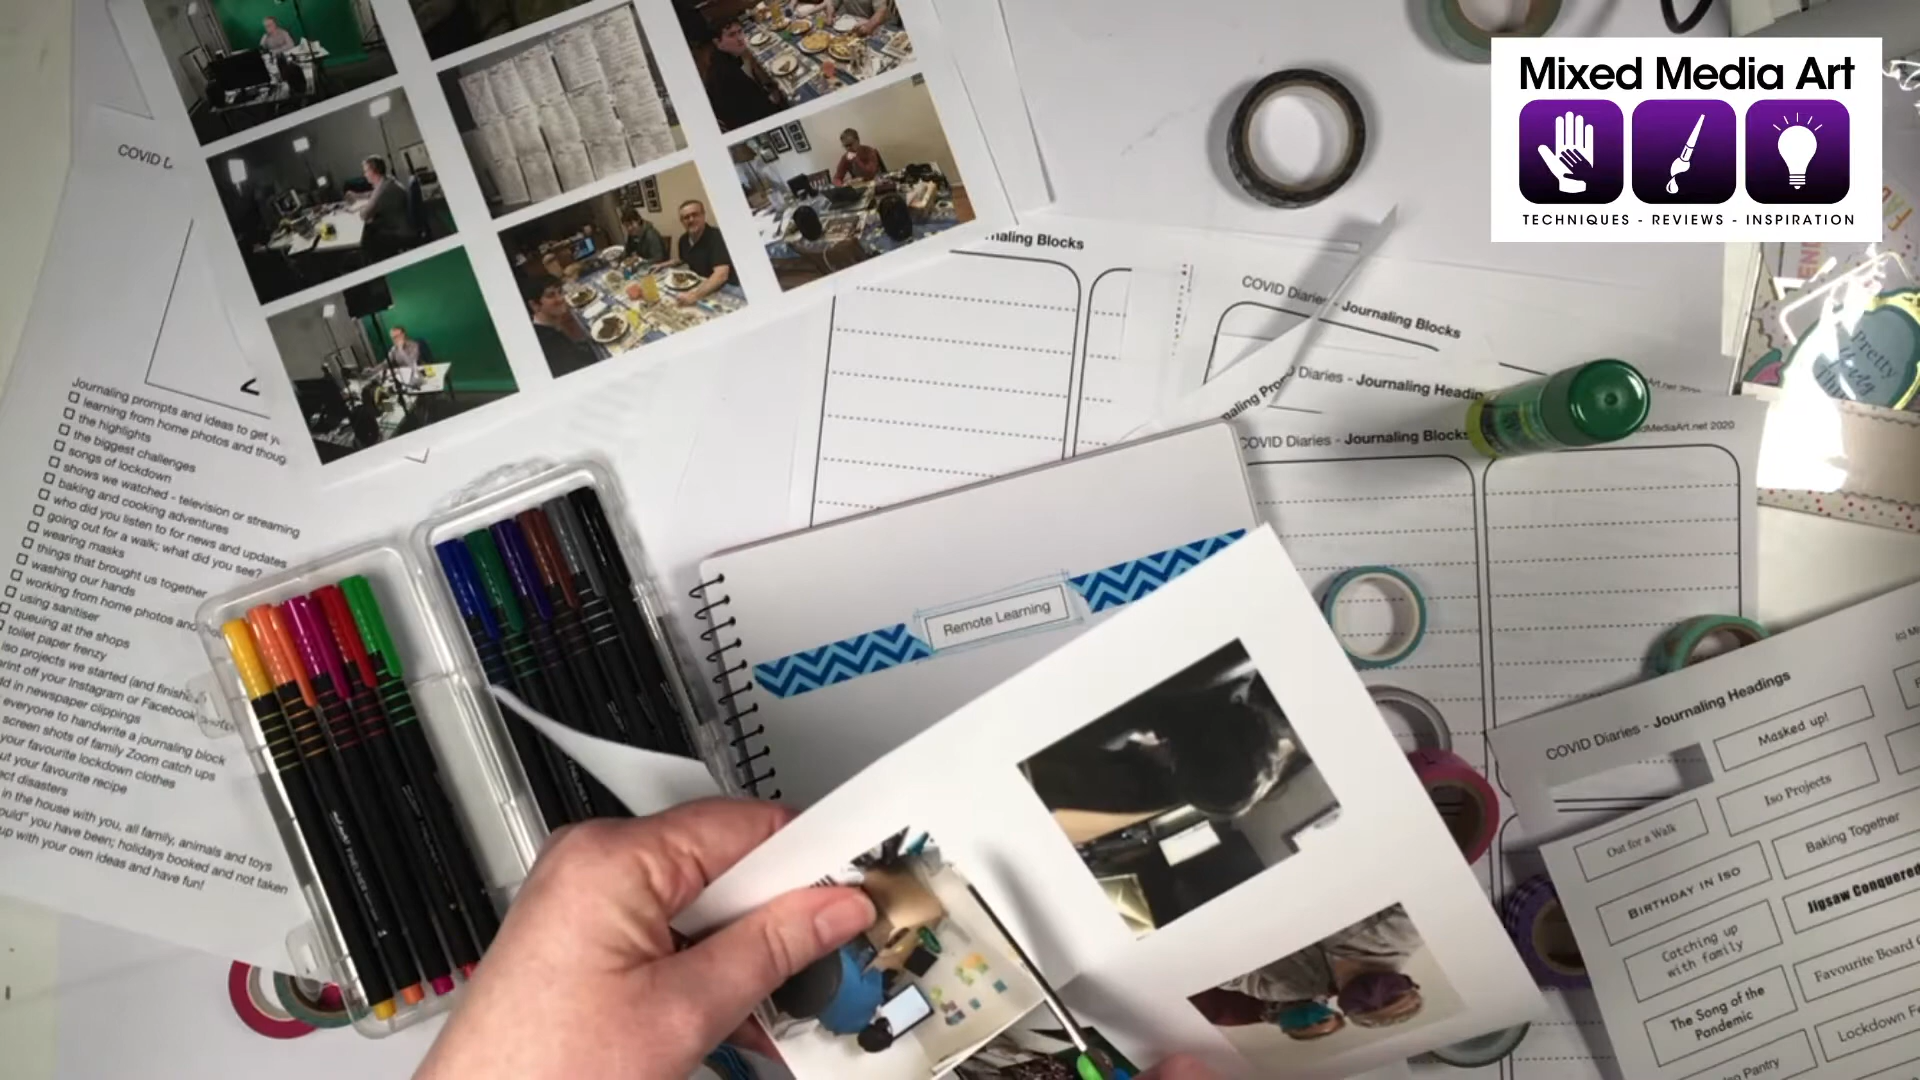 Mixed Media Art
TECHNIQUES - REVIEWS - INSPIRATION
COVID
Journaling prompts and ideas to get
learning from home photos and
the highlights
the biggest challenges
songs of lockdown
shows we watched - television or streaming
baking and cooking adventures
who did you listen to for news and updates
going out for a walk; what did you see?
wearing masks
things that brought us together
washing our hands
working from home photos and
using sanitiser
queuing at the shops
toilet paper frenzy
iso projects we started (and
off your Instagram or Facebook
in newspaper clippings
everyone to handwrite a journaling block
screen shots of family Zoom catch ups
your favourite lockdown clothes
your favourite recipe
disasters
in the house with you, all family, animals and toys
you have been; holidays booked and not taken
up with your own ideas and have fun!
Blocks
COVID Diaries - Journaling Blocks
Diaries - Journaling
COVID Diaries - Journaling Blocks
2020
Remote Learning
Pretty
COVID Diaries - Journaling Headings
Masked up!
Iso Projects
Out for a Walk
Baking Together
BIRTHDAY IN ISO
Jigsaw Conquered
Catching up
with family
Favourite Board
The Song of the
Pandemic
Lockdown
Pantry